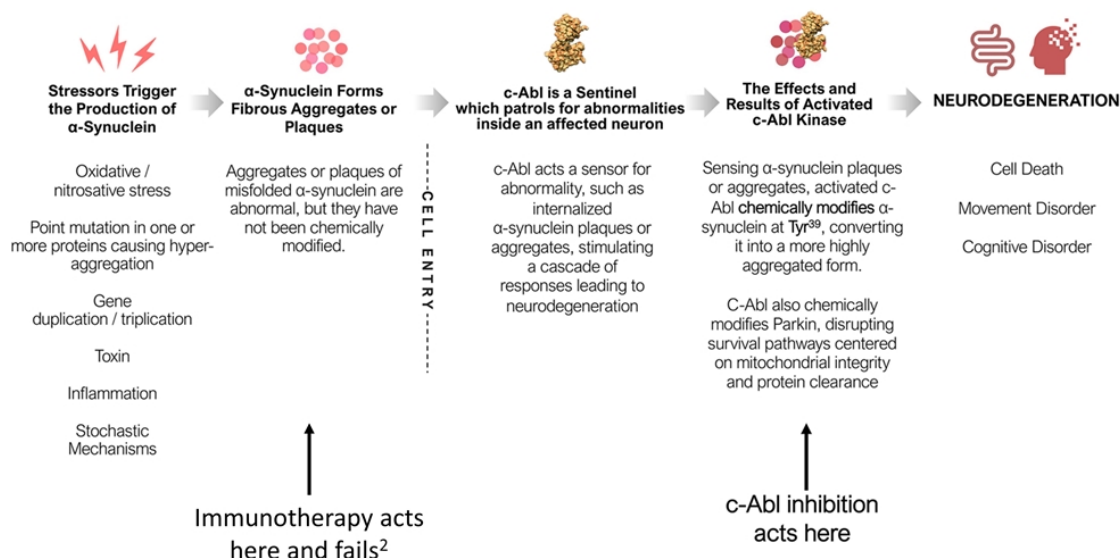 Stressors Trigger
the Production of
α-Synuclein
Oxidative /
nitrosative stress
Point mutation in one or
more proteins causing hyper-
aggregation
Gene
duplication / triplication
Toxin
Inflammation
Stochastic
Mechanisms
α-Synuclein Forms
Fibrous Aggregates or
Plaques
Aggregates or plaques of
misfolded α-synuclein are
abnormal, but they have
not been chemically
modified.
Immunotherapy acts
here and fails²
CELL ENTRY
c-Abl is a Sentinel
which patrols for abnormalities
inside an affected neuron
c-Abl acts a sensor for
abnormality, such as
internalized
α-synuclein plaques or
aggregates, stimulating
a cascade of
responses leading to
neurodegeneration
The Effects and
Results of Activated
c-Abl Kinase
Sensing α-synuclein plaques
or aggregates, activated c-
Abl chemically modifies α-
synuclein at Tyr³⁹, converting
it into a more highly
aggregated form.
C-Abl also chemically
modifies Parkin, disrupting
survival pathways centered
on mitochondrial integrity
and protein clearance
c-Abl inhibition
acts here
NEURODEGENERATION
Cell Death
Movement Disorder
Cognitive Disorder